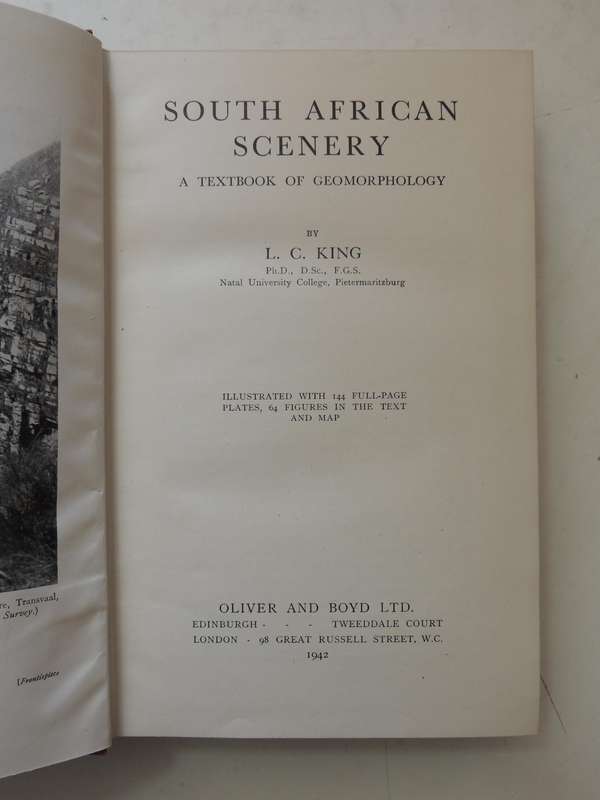 SOUTH AFRICAN
SCENERY
A TEXTBOOK OF GEOMORPHOLOGY
BY
L. C. KING
Ph.D., D.Sc., F.G.S.
Natal University College, Pietermaritzburg
ILLUSTRATED WITH 144 FULL-PAGE
PLATES, 64 FIGURES IN THE TEXT
AND MAP
OLIVER AND BOYD LTD.
EDINBURGH - - - TWEEDDALE COURT
LONDON - 98 GREAT RUSSELL STREET, W.C.
1942
Transvaal,
Survey.)
[Frontispiece